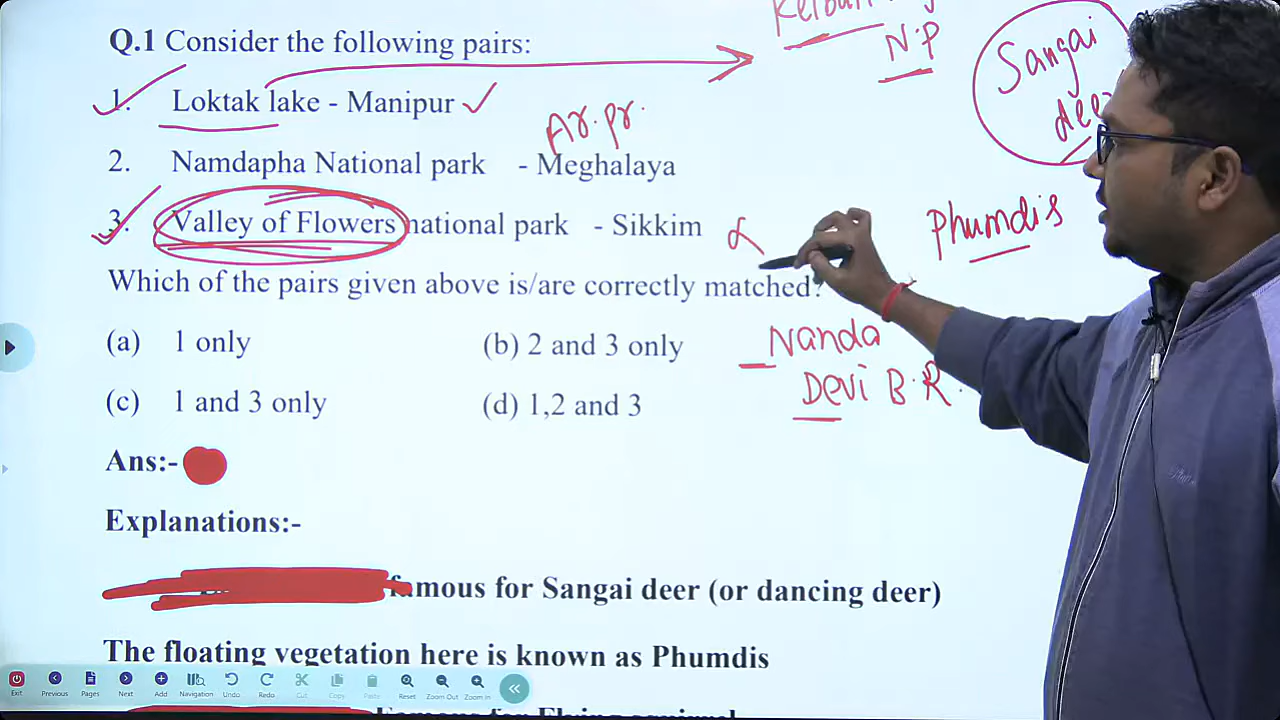 N.P
Sangai
Q.1 Consider the following pairs:
1. Loktak lake - Manipur
Ar.pr.
2. Namdapha National park - Meghalaya
3. Valley of Flowers national park - Sikkim
Phumdis
Which of the pairs given above is/are correctly matched?
(a) 1 only
(b) 2 and 3 only
Nanda
Devi B.R.
(c) 1 and 3 only
(d) 1,2 and 3
Ans:-
Explanations:-
famous for Sangai deer (or dancing deer)
The floating vegetation here is known as Phumdis
Exit Previous Pages Next Add Navigation Undo Redo Cut Copy Paste Reset Zoom Out Zoom In